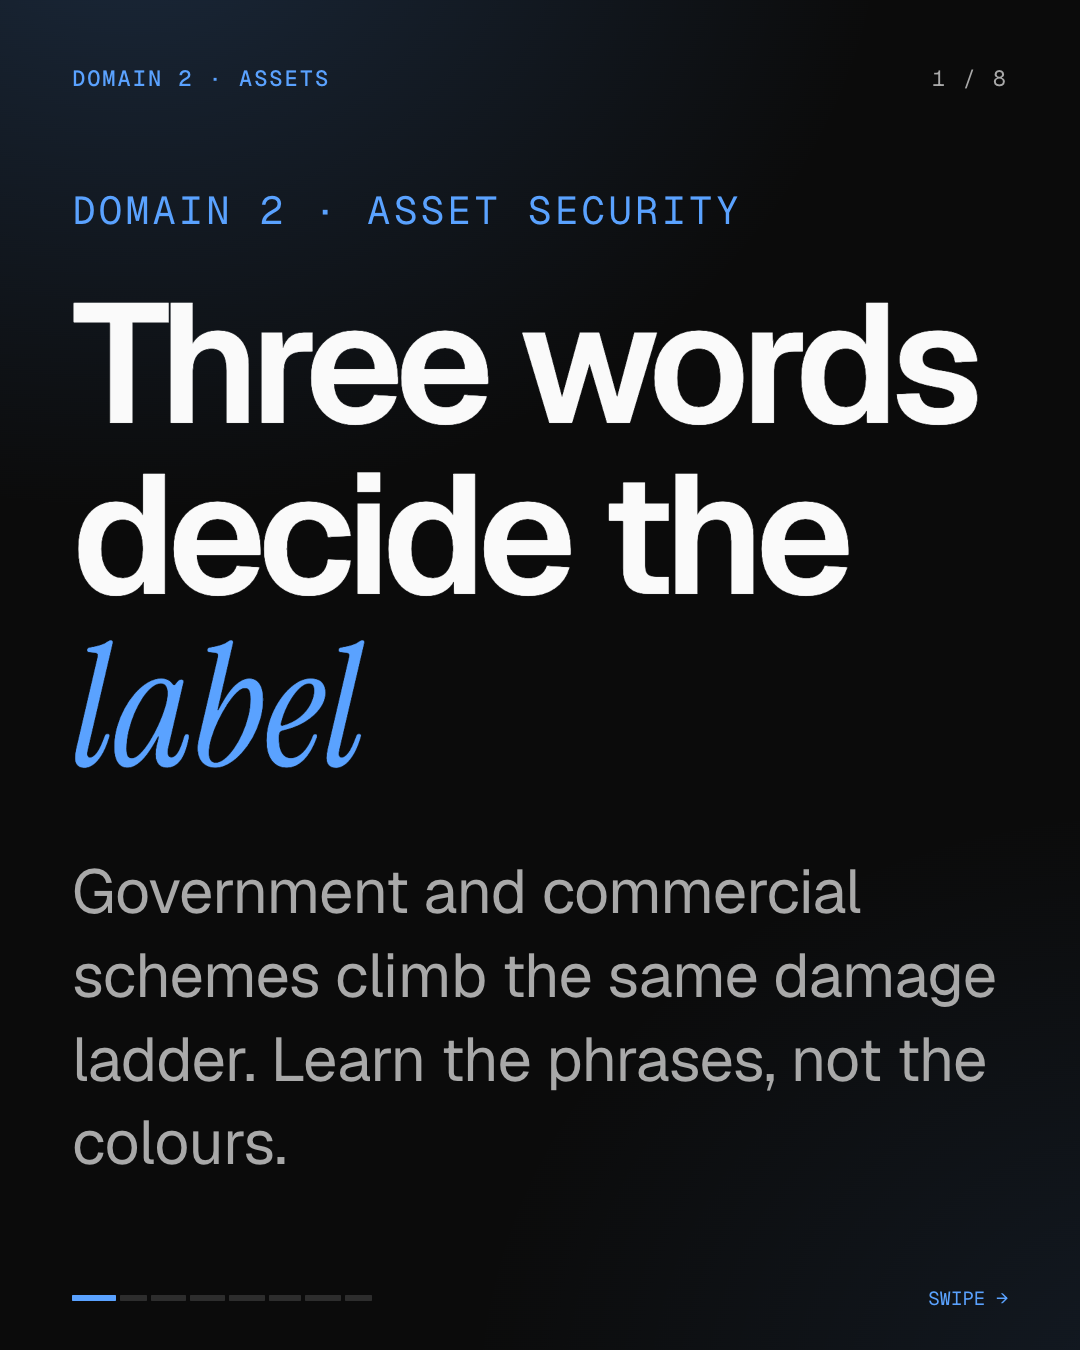 DOMAIN 2 · ASSETS
1 / 8
DOMAIN 2 · ASSET SECURITY
Three words
decide the
label
Government and commercial
schemes climb the same damage
ladder. Learn the phrases, not the
colours.
SWIPE →